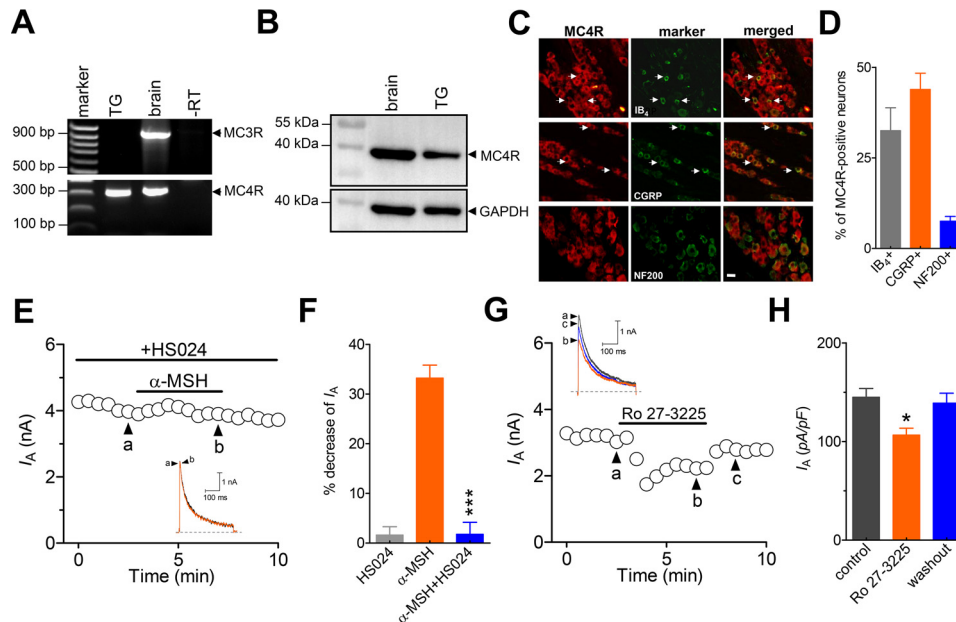 A
marker
TG
brain
-RT
900 bp
500 bp
300 bp
100 bp
MC3R
MC4R
B
brain
TG
55 kDa
40 kDa
40 kDa
MC4R
GAPDH
C
MC4R
marker
merged
IB4
CGRP
NF200
D
% of MC4R-positive neurons
50
25
0
IB4+
CGRP+
NF200+
E
IA (nA)
6
4
2
0
+HS024
α-MSH
a
b
a
b
1 nA
100 ms
0
5
10
Time (min)
F
% decrease of IA
40
30
20
10
0
***
HS024
α-MSH
α-MSH+HS024
G
IA (nA)
6
4
2
0
a
c
b
1 nA
100 ms
Ro 27-3225
a
b
c
0
5
10
Time (min)
H
IA (pA/pF)
200
100
0
*
control
Ro 27-3225
washout